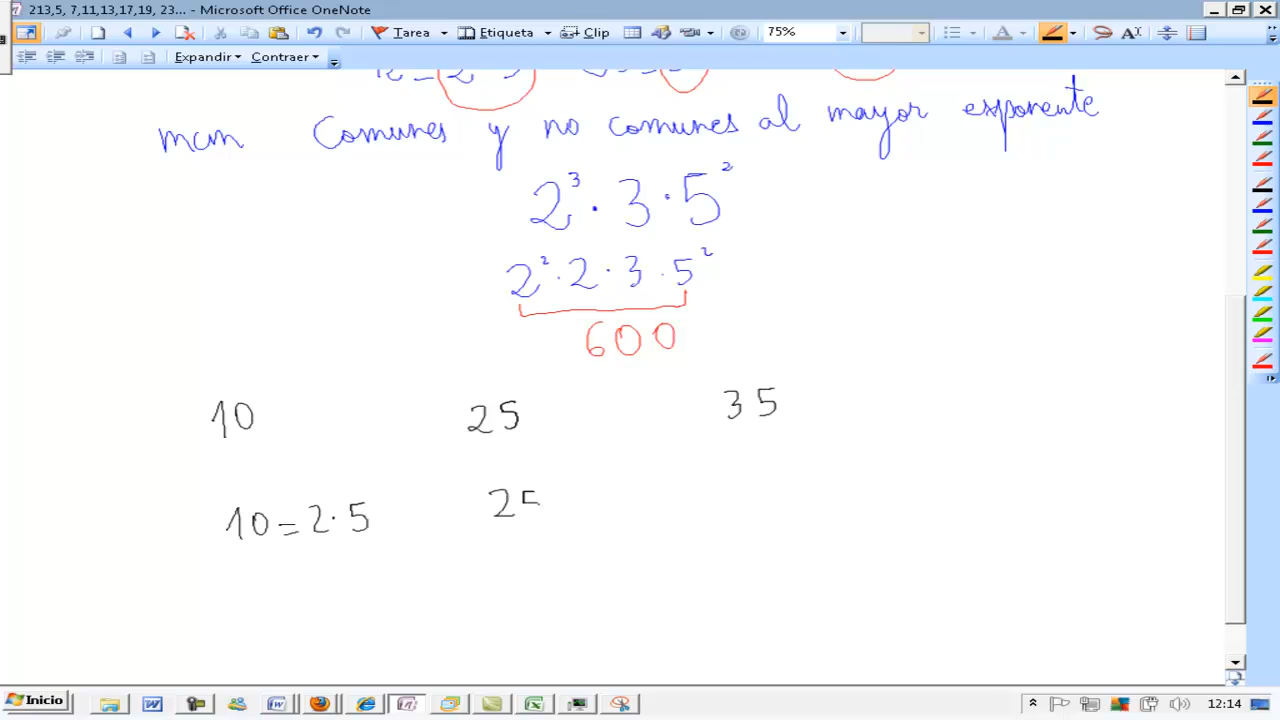 213,5, 7,11,13,17,19, 23... - Microsoft Office OneNote
Tarea Etiqueta Clip 75%
Expandir Contraer
mcm Comunes y no comunes al mayor exponente
2³ · 3 · 5²
2² · 2 · 3 · 5²
600
10 25 35
10 = 2 · 5 25
Inicio 12:14